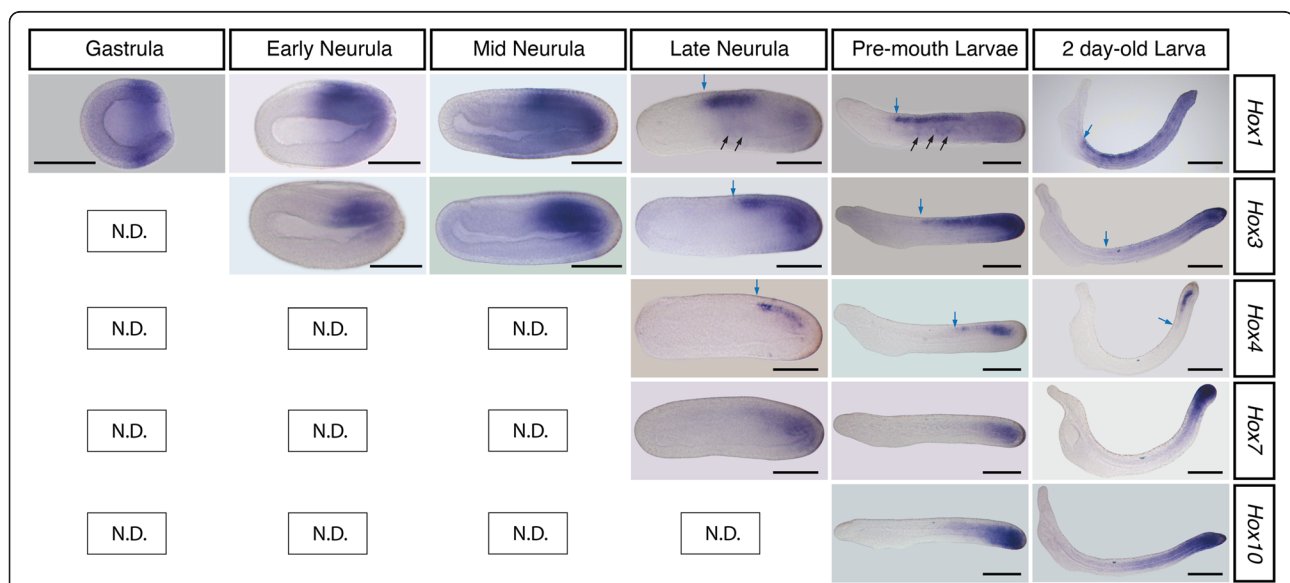 Gastrula
Early Neurula
Mid Neurula
Late Neurula
Pre-mouth Larvae
2 day-old Larva
Hox1
N.D.
Hox3
N.D.
N.D.
N.D.
Hox4
N.D.
N.D.
N.D.
Hox7
N.D.
N.D.
N.D.
N.D.
Hox10